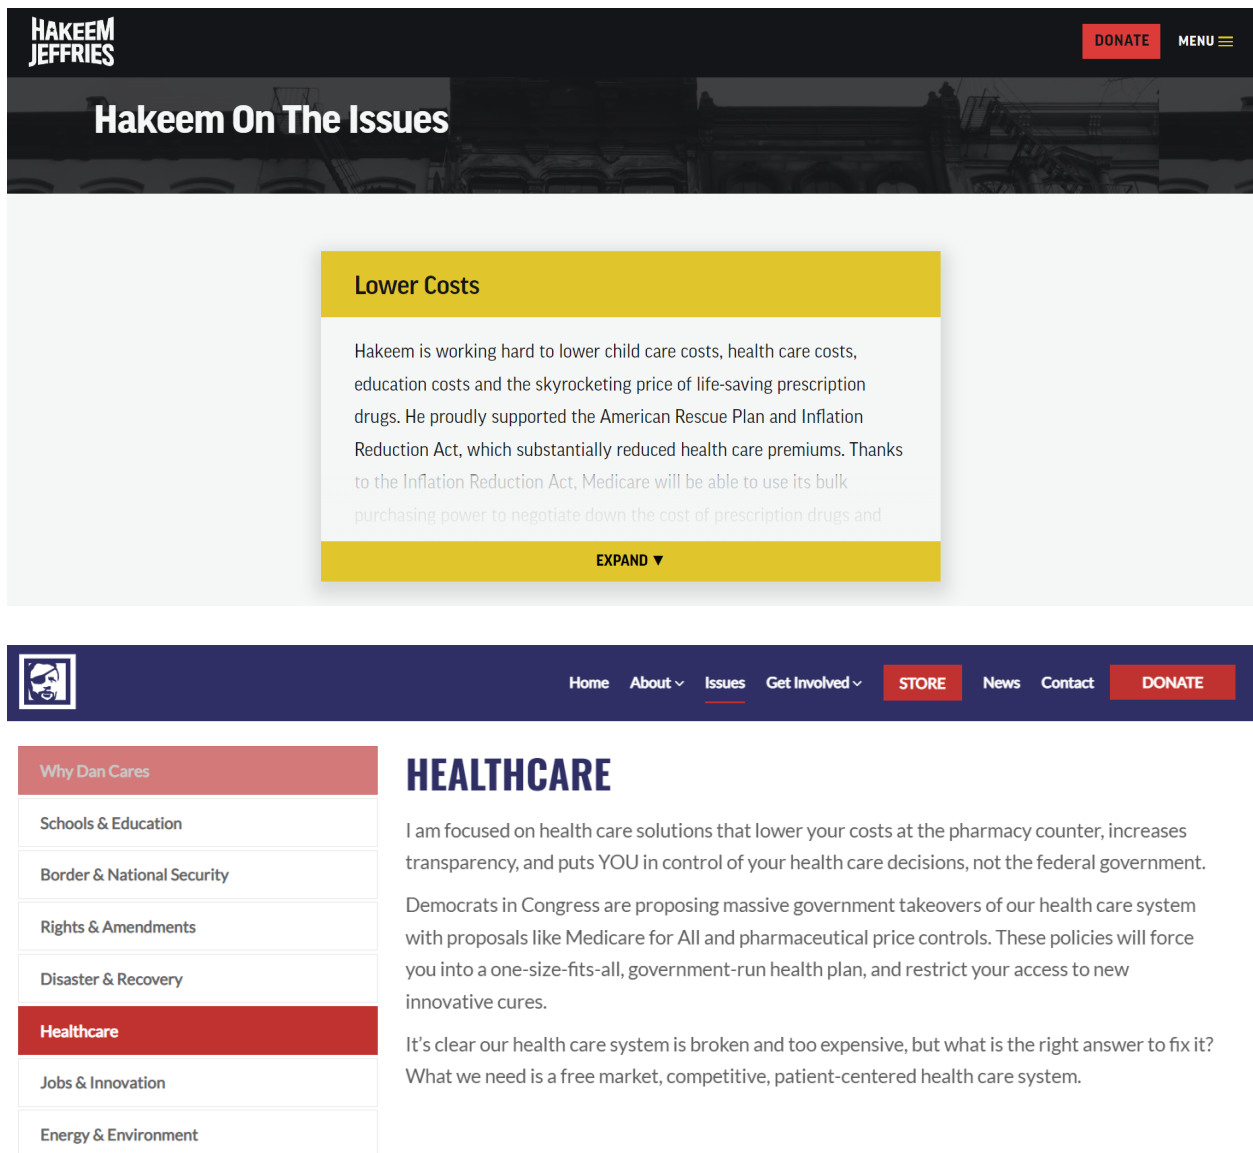 HAKEEM
JEFFRIES
DONATE
MENU
Hakeem On The Issues
Lower Costs
Hakeem is working hard to lower child care costs, health care costs,
education costs and the skyrocketing price of life-saving prescription
drugs. He proudly supported the American Rescue Plan and Inflation
Reduction Act, which substantially reduced health care premiums. Thanks
to the Inflation Reduction Act, Medicare will be able to use its bulk
purchasing power to negotiate down the cost of prescription drugs and
EXPAND ▼
Home About Issues Get Involved STORE News Contact DONATE
Why Dan Cares
Schools & Education
Border & National Security
Rights & Amendments
Disaster & Recovery
Healthcare
Jobs & Innovation
Energy & Environment
HEALTHCARE
I am focused on health care solutions that lower your costs at the pharmacy counter, increases
transparency, and puts YOU in control of your health care decisions, not the federal government.
Democrats in Congress are proposing massive government takeovers of our health care system
with proposals like Medicare for All and pharmaceutical price controls. These policies will force
you into a one-size-fits-all, government-run health plan, and restrict your access to new
innovative cures.
It's clear our health care system is broken and too expensive, but what is the right answer to fix it?
What we need is a free market, competitive, patient-centered health care system.